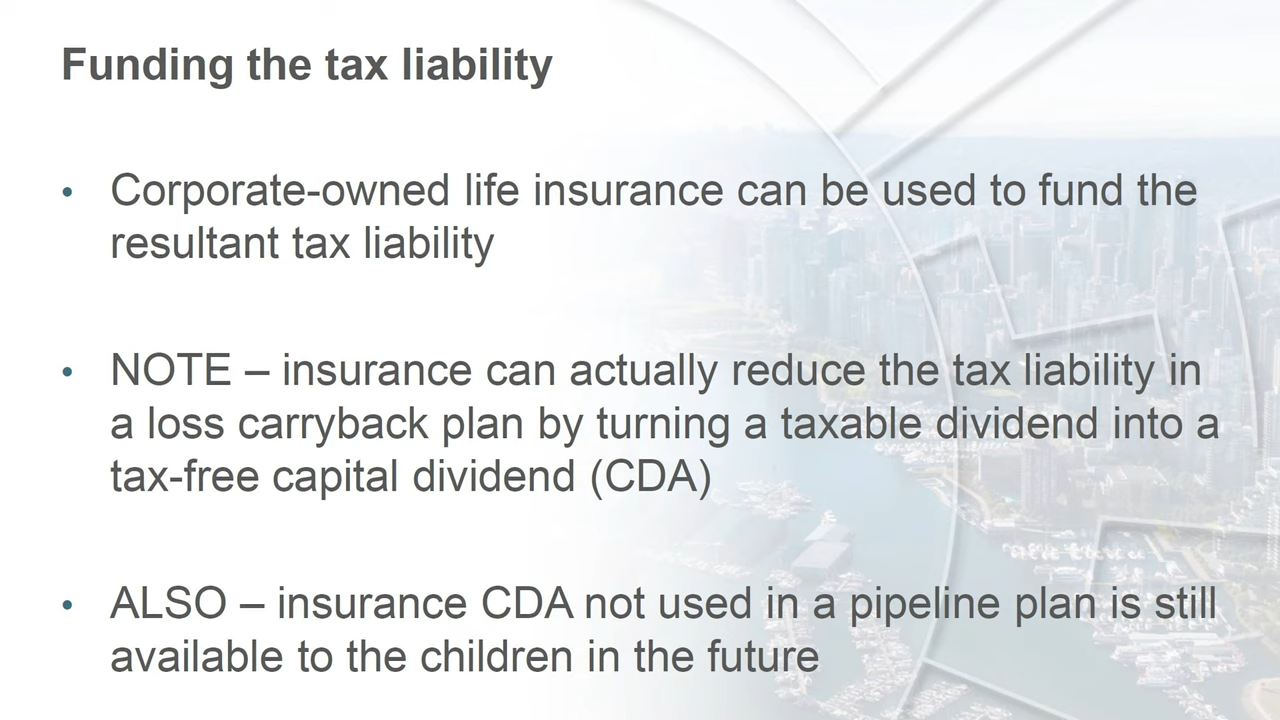 Funding the tax liability
• Corporate-owned life insurance can be used to fund the
resultant tax liability
• NOTE – insurance can actually reduce the tax liability in
a loss carryback plan by turning a taxable dividend into a
tax-free capital dividend (CDA)
• ALSO – insurance CDA not used in a pipeline plan is still
available to the children in the future